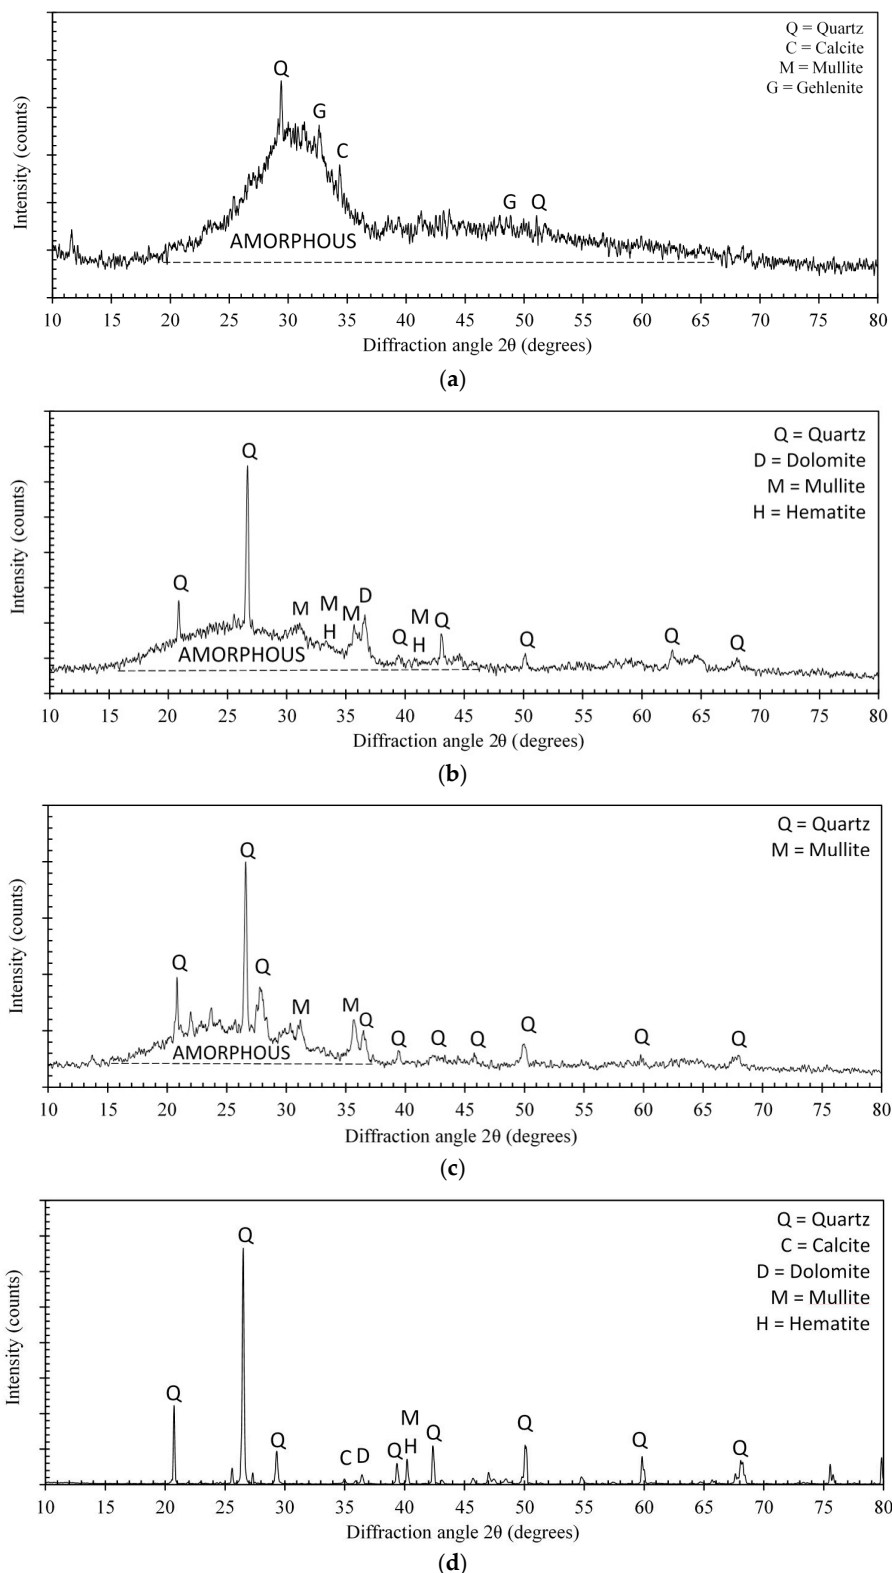 Q = Quartz
C = Calcite
M = Mullite
G = Gehlenite
Q
G
C
G Q
AMORPHOUS
Intensity (counts)
10 15 20 25 30 35 40 45 50 55 60 65 70 75 80
Diffraction angle 2θ (degrees)
(a)
Q = Quartz
D = Dolomite
M = Mullite
H = Hematite
Q
Q
M
M
H
M
D
Q
M
H
Q
Q
Q
Q
AMORPHOUS
Intensity (counts)
10 15 20 25 30 35 40 45 50 55 60 65 70 75 80
Diffraction angle 2θ (degrees)
(b)
Q = Quartz
M = Mullite
Q
Q
Q
M
M
Q
Q
Q
Q
Q
Q
Q
AMORPHOUS
Intensity (counts)
10 15 20 25 30 35 40 45 50 55 60 65 70 75 80
Diffraction angle 2θ (degrees)
(c)
Q = Quartz
C = Calcite
D = Dolomite
M = Mullite
H = Hematite
Q
Q
Q
C
D
Q
M
H
Q
Q
Q
Q
Intensity (counts)
10 15 20 25 30 35 40 45 50 55 60 65 70 75 80
Diffraction angle 2θ (degrees)
(d)